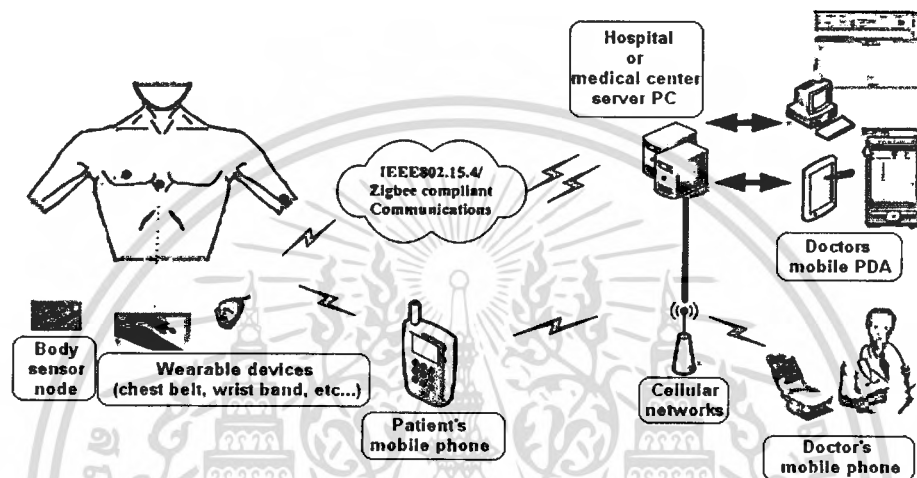 Hospital
or
medical center
server PC
IEEE802.15.4/
Zigbee compliant
Communications
Doctors
mobile PDA
Body
sensor
node
Wearable devices
(chest belt, wrist band, etc...)
Patient's
mobile phone
Cellular
networks
Doctor's
mobile phone